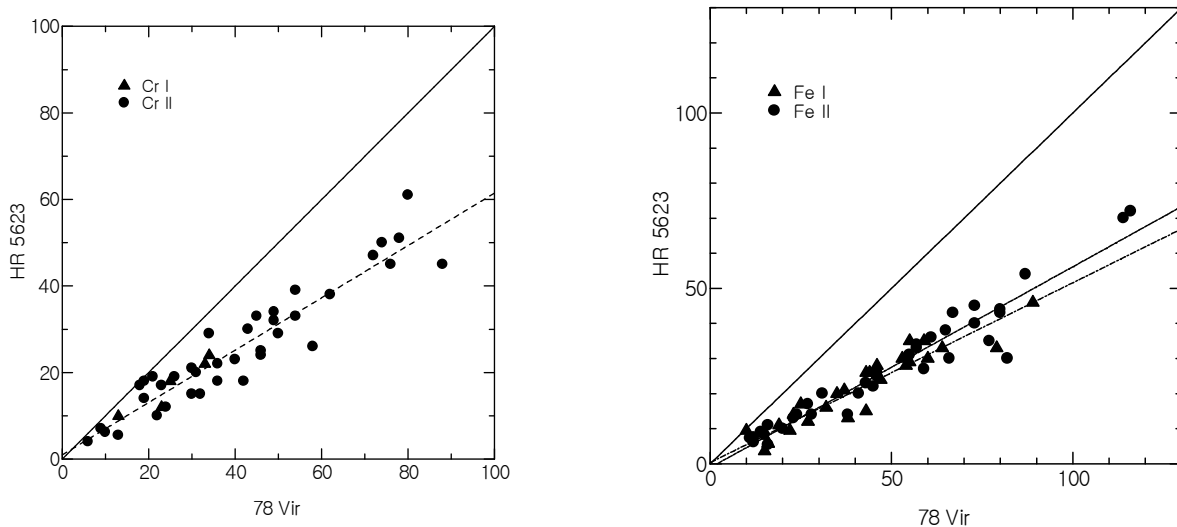 100
80
60
40
20
0
HR 5623
▲ Cr I
● Cr II
0 20 40 60 80 100
78 Vir
100
50
0
HR 5623
▲ Fe I
● Fe II
0 50 100
78 Vir